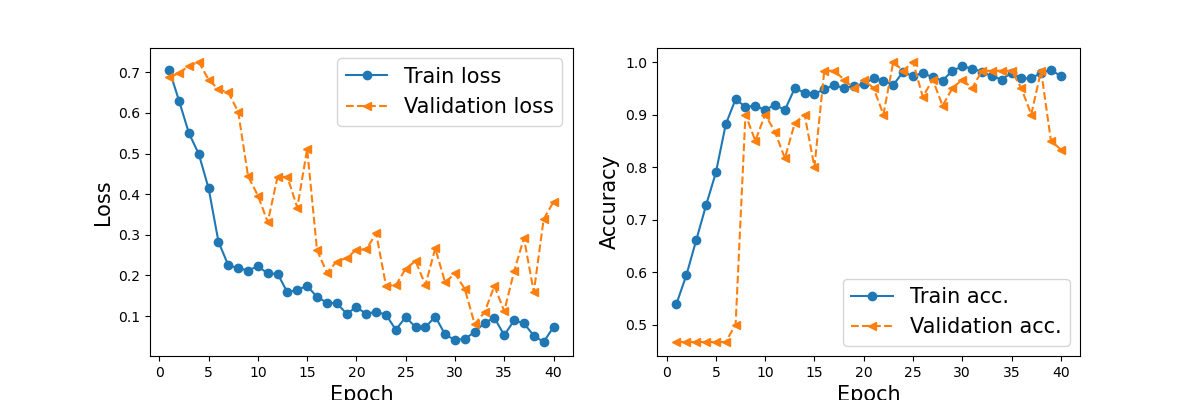 Loss
0.7
0.6
0.5
0.4
0.3
0.2
0.1
0 5 10 15 20 25 30 35 40
Epoch
Train loss
Validation loss
Accuracy
1.0
0.9
0.8
0.7
0.6
0.5
0 5 10 15 20 25 30 35 40
Epoch
Train acc.
Validation acc.